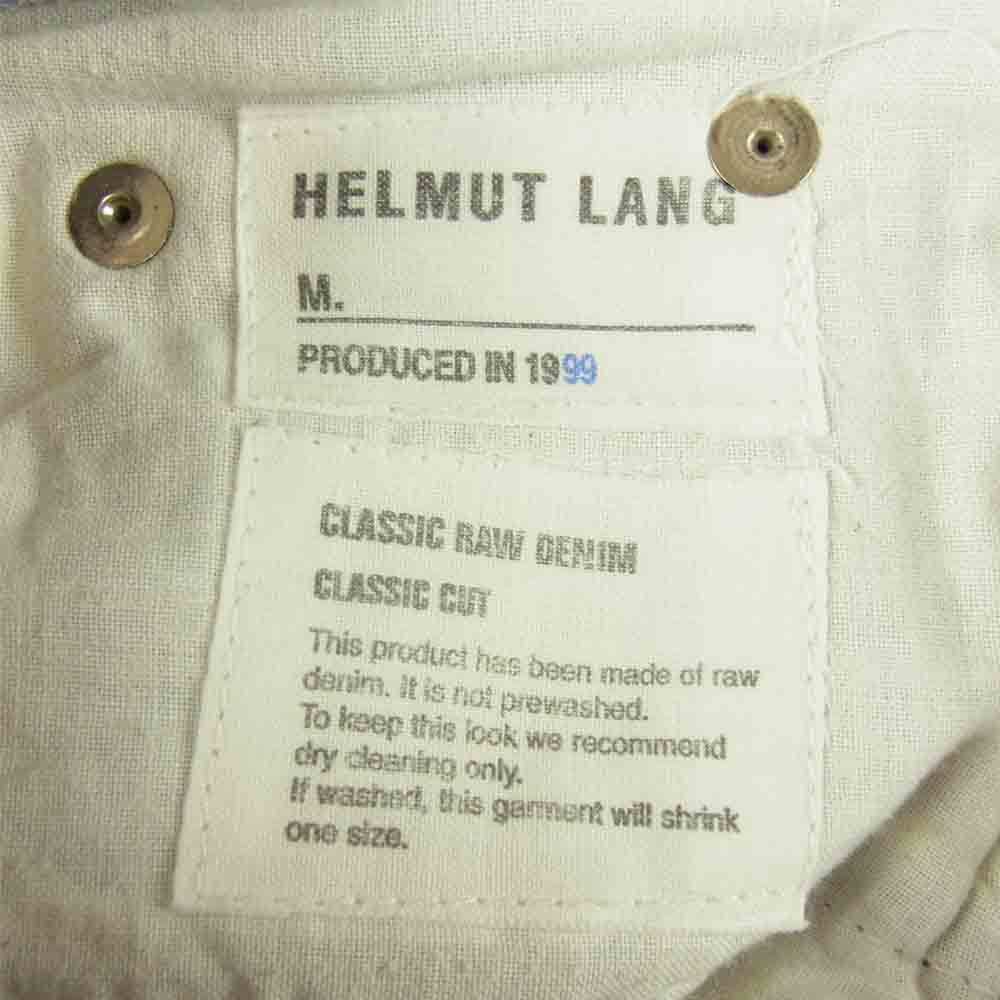 HELMUT LANG
M.
PRODUCED IN 1999
CLASSIC RAW DENIM
CLASSIC CUT
This product has been made of raw
denim. It is not prewashed.
To keep this look we recommend
dry cleaning only.
If washed, this garment will shrink
one size.